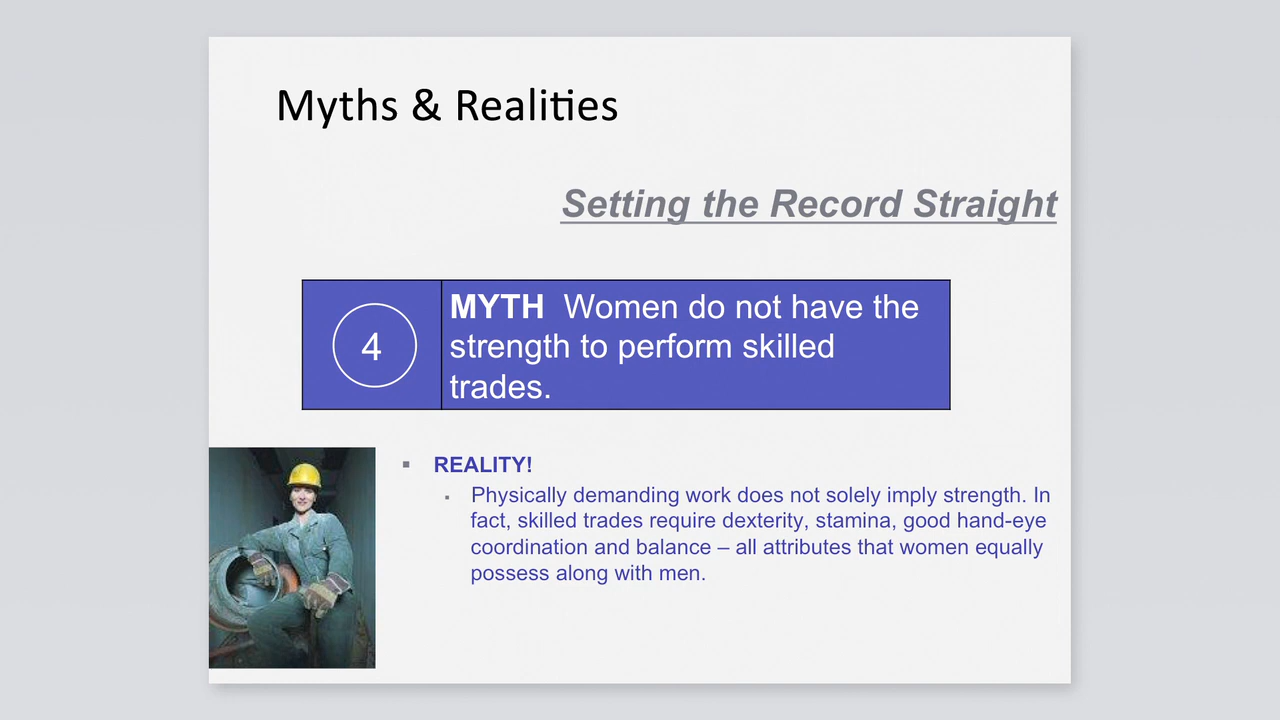 Myths & Realities
Setting the Record Straight
4
MYTH  Women do not have the
strength to perform skilled
trades.
▪ REALITY!
▪ Physically demanding work does not solely imply strength. In
fact, skilled trades require dexterity, stamina, good hand-eye
coordination and balance – all attributes that women equally
possess along with men.